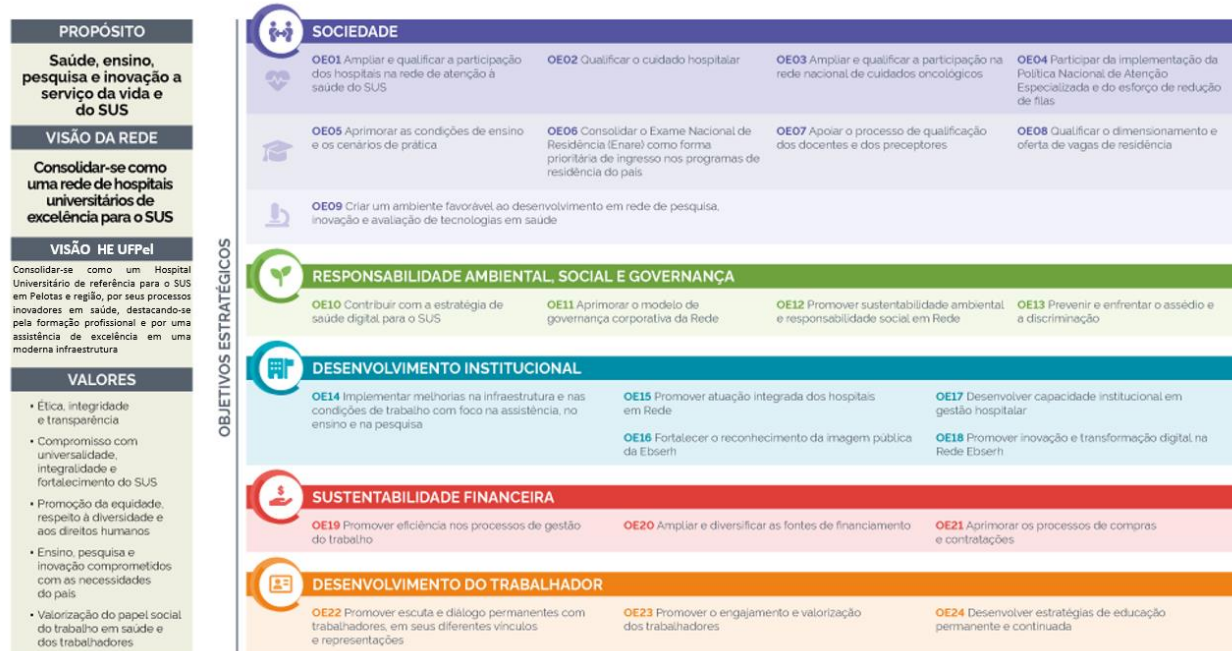 PROPÓSITO
Saúde, ensino,
pesquisa e inovação a
serviço da vida e
do SUS
VISÃO DA REDE
Consolidar-se como
uma rede de hospitais
universitários de
excelência para o SUS
VISÃO HE UFPel
Consolidar-se como um Hospital
Universitário de referência para o SUS
em Pelotas e região, por seus processos
inovadores em saúde, destacando-se
pela formação profissional e por uma
assistência de excelência em uma
moderna infraestrutura
VALORES
• Ética, integridade
e transparência
• Compromisso com
universalidade,
integralidade e
fortalecimento do SUS
• Promoção da equidade,
respeito à diversidade e
aos direitos humanos
• Ensino, pesquisa e
inovação comprometidos
com as necessidades
do país
• Valorização do papel social
do trabalho em saúde e
dos trabalhadores
OBJETIVOS ESTRATÉGICOS
SOCIEDADE
OE01 Ampliar e qualificar a participação
dos hospitais na rede de atenção à
saúde do SUS
OE02 Qualificar o cuidado hospitalar
OE03 Ampliar e qualificar a participação na
rede nacional de cuidados oncológicos
OE04 Participar da implementação da
Política Nacional de Atenção
Especializada e do esforço de redução
de filas
OE05 Aprimorar as condições de ensino
e os cenários de prática
OE06 Consolidar o Exame Nacional de
Residência (Enare) como forma
prioritária de ingresso nos programas de
residência do país
OE07 Apoiar o processo de qualificação
dos docentes e dos preceptores
OE08 Qualificar o dimensionamento e
oferta de vagas de residência
OE09 Criar um ambiente favorável ao desenvolvimento em rede de pesquisa,
inovação e avaliação de tecnologias em saúde
RESPONSABILIDADE AMBIENTAL, SOCIAL E GOVERNANÇA
OE10 Contribuir com a estratégia de
saúde digital para o SUS
OE11 Aprimorar o modelo de
governança corporativa da Rede
OE12 Promover sustentabilidade ambiental
e responsabilidade social em Rede
OE13 Prevenir e enfrentar o assédio e
a discriminação
DESENVOLVIMENTO INSTITUCIONAL
OE14 Implementar melhorias na infraestrutura e nas
condições de trabalho com foco na assistência, no
ensino e na pesquisa
OE15 Promover atuação integrada dos hospitais
em Rede
OE16 Fortalecer o reconhecimento da imagem pública
da Ebserh
OE17 Desenvolver capacidade institucional em
gestão hospitalar
OE18 Promover inovação e transformação digital na
Rede Ebserh
SUSTENTABILIDADE FINANCEIRA
OE19 Promover eficiência nos processos de gestão
do trabalho
OE20 Ampliar e diversificar as fontes de financiamento
OE21 Aprimorar os processos de compras
e contratações
DESENVOLVIMENTO DO TRABALHADOR
OE22 Promover escuta e diálogo permanentes com
trabalhadores, em seus diferentes vínculos
e representações
OE23 Promover o engajamento e valorização
dos trabalhadores
OE24 Desenvolver estratégias de educação
permanente e continuada